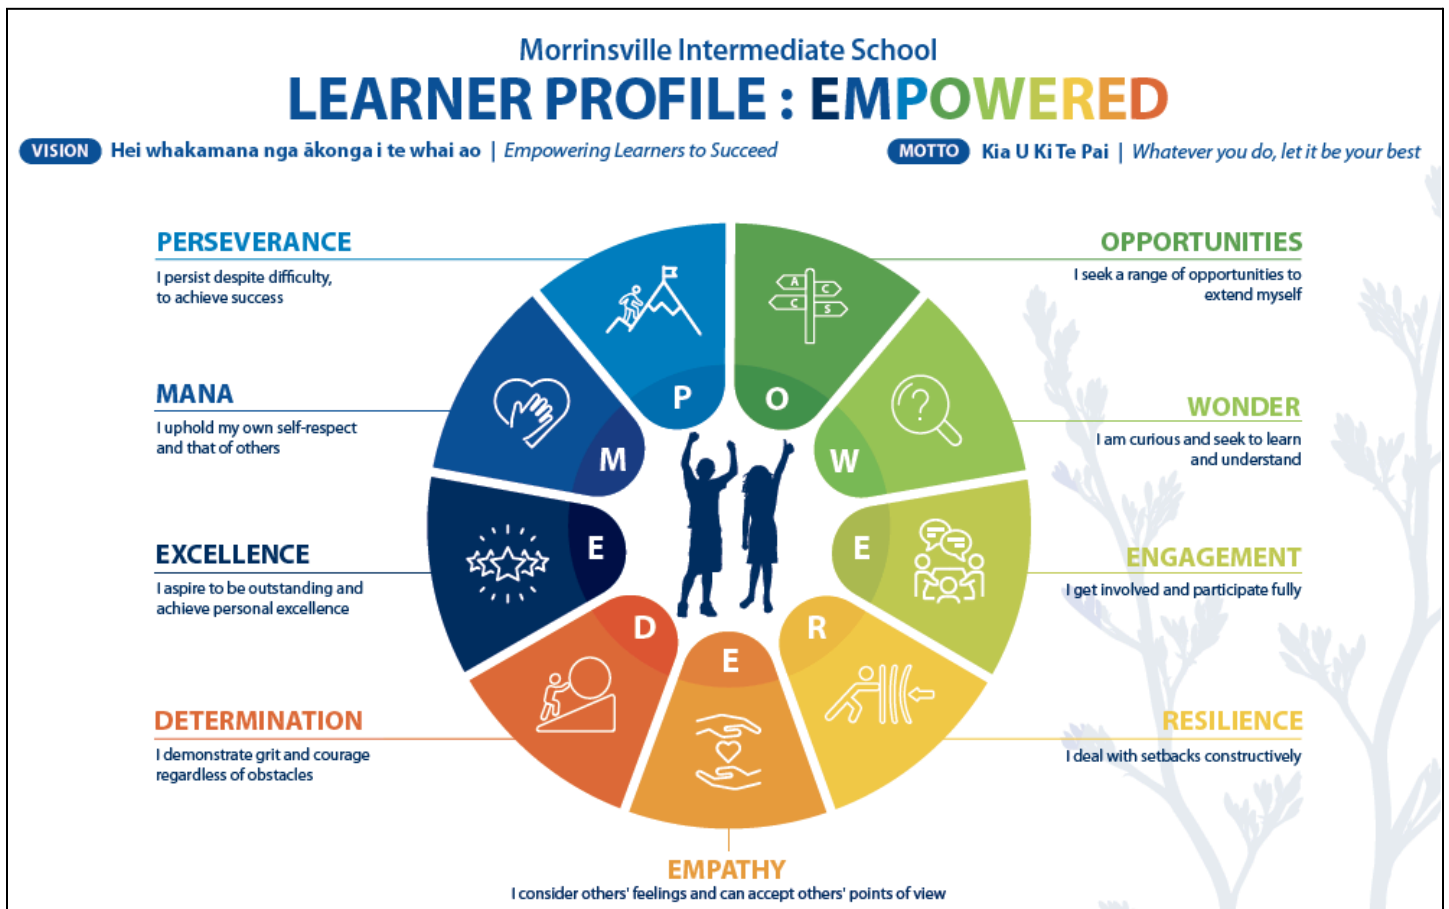 Morrinsville Intermediate School
LEARNER PROFILE : EMPOWERED
VISION Hei whakamana nga ākonga i te whai ao | Empowering Learners to Succeed
MOTTO Kia U Ki Te Pai | Whatever you do, let it be your best
PERSEVERANCE
I persist despite difficulty,
to achieve success
MANA
I uphold my own self-respect
and that of others
EXCELLENCE
I aspire to be outstanding and
achieve personal excellence
DETERMINATION
I demonstrate grit and courage
regardless of obstacles
E
M
P
O
W
E
R
E
D
A
C
C
S
?
OPPORTUNITIES
I seek a range of opportunities to
extend myself
WONDER
I am curious and seek to learn
and understand
ENGAGEMENT
I get involved and participate fully
RESILIENCE
I deal with setbacks constructively
EMPATHY
I consider others' feelings and can accept others' points of view